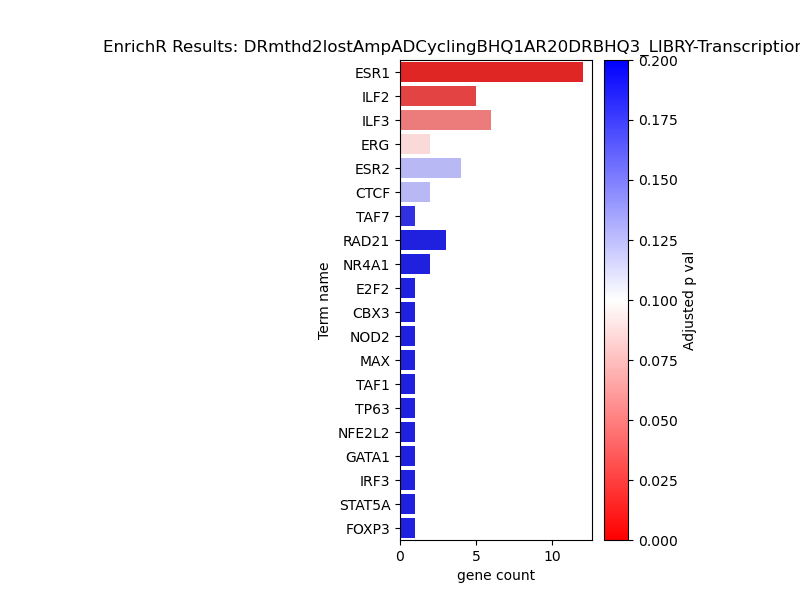 EnrichR Results: DRmthd2lostAmpADCyclingBHQ1AR20DRBHQ3_LIBRY-Transcription
ESR1
ILF2
ILF3
ERG
ESR2
CTCF
TAF7
RAD21
NR4A1
E2F2
CBX3
NOD2
MAX
TAF1
TP63
NFE2L2
GATA1
IRF3
STAT5A
FOXP3
Term name
0 5 10
gene count
0.200
0.175
0.150
0.125
0.100
0.075
0.050
0.025
0.000
Adjusted p val